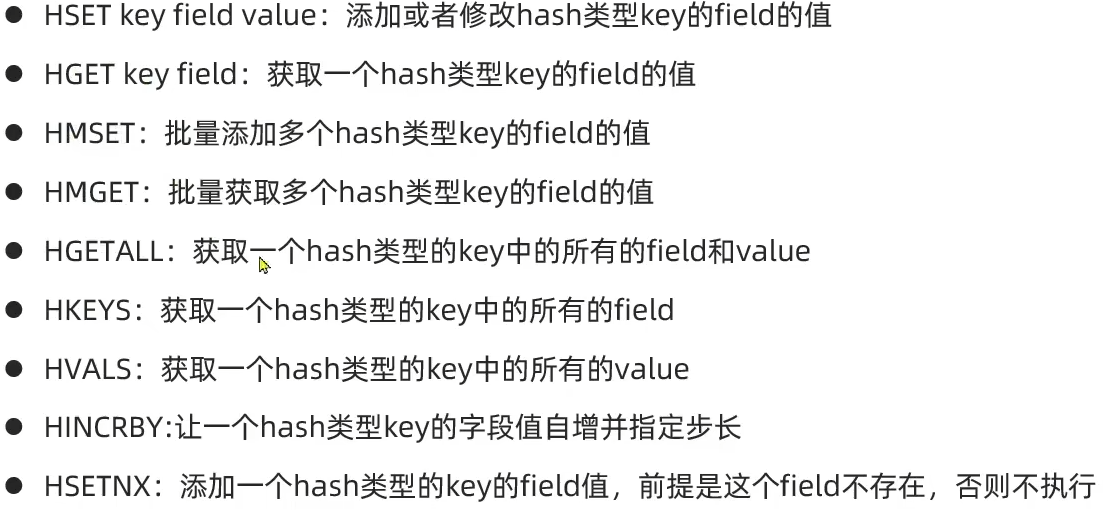 ● HSET key field value：添加或者修改hash类型key的field的值
● HGET key field：获取一个hash类型key的field的值
● HMSET：批量添加多个hash类型key的field的值
● HMGET：批量获取多个hash类型key的field的值
● HGETALL：获取一个hash类型的key中的所有的field和value
● HKEYS：获取一个hash类型的key中的所有的field
● HVALS：获取一个hash类型的key中的所有的value
● HINCRBY:让一个hash类型key的字段值自增并指定步长
● HSETNX：添加一个hash类型的key的field值，前提是这个field不存在，否则不执行